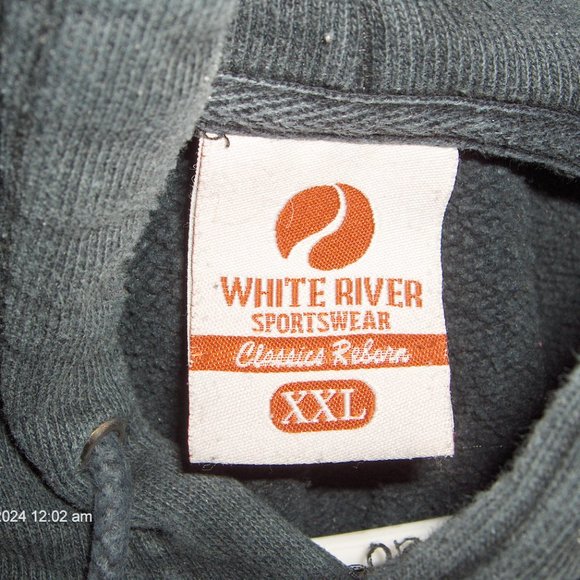 WHITE RIVER
SPORTSWEAR
Classics Reborn
XXL
2024 12:02 am